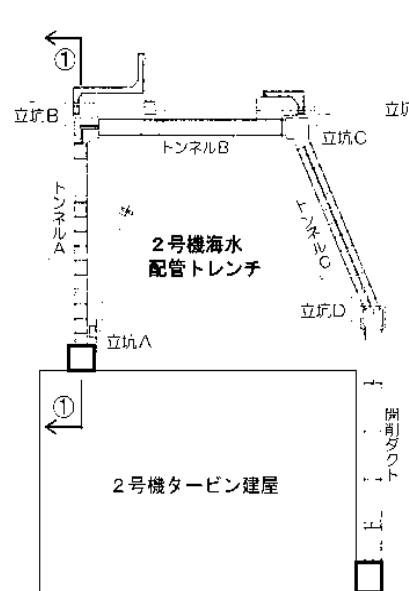 ①
立坑B
立坑
トンネルB
立坑C
トンネルA
トンネルC
2号機海水
配管トレンチ
立坑D
立坑A
①
開削ダクト
2号機タービン建屋